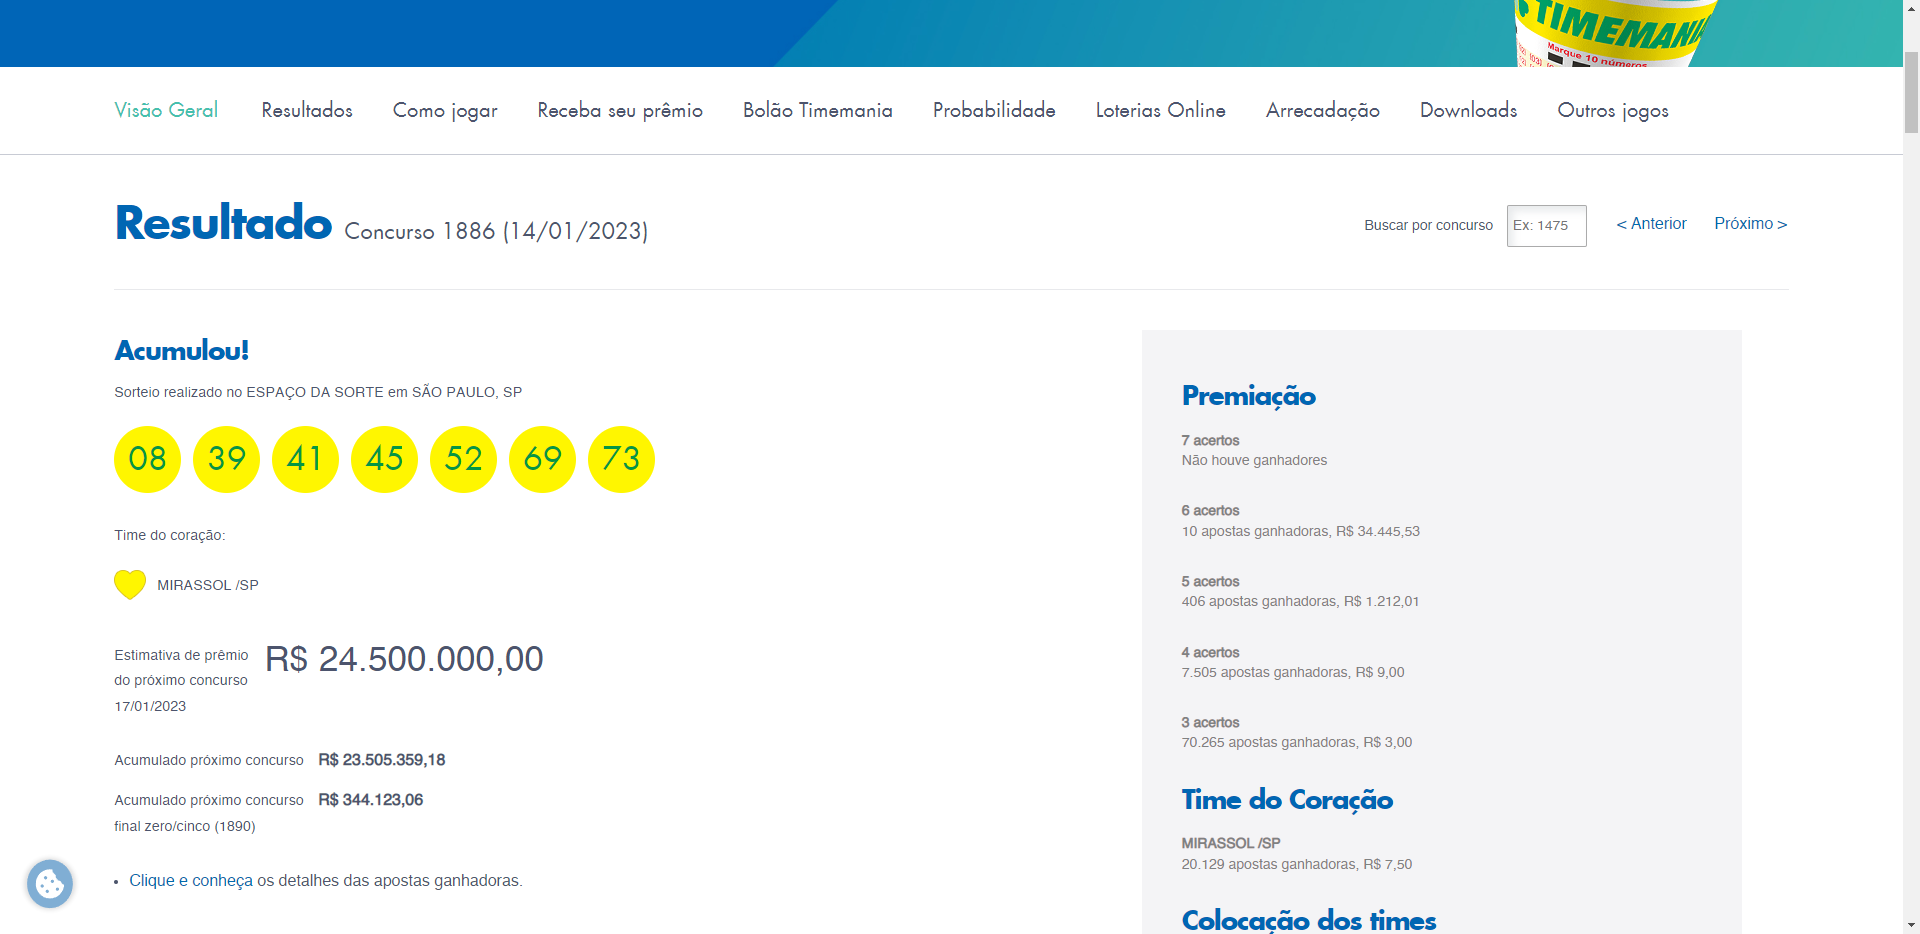 TIMEMANIA
Marque 10 números
Visão Geral Resultados Como jogar Receba seu prêmio Bolão Timemania Probabilidade Loterias Online Arrecadação Downloads Outros jogos
Resultado Concurso 1886 (14/01/2023)
Buscar por concurso Ex: 1475 < Anterior Próximo >
Acumulou!
Sorteio realizado no ESPAÇO DA SORTE em SÃO PAULO, SP
08 39 41 45 52 69 73
Time do coração:
MIRASSOL /SP
Estimativa de prêmio
do próximo concurso
17/01/2023
R$ 24.500.000,00
Acumulado próximo concurso R$ 23.505.359,18
Acumulado próximo concurso R$ 344.123,06
final zero/cinco (1890)
• Clique e conheça os detalhes das apostas ganhadoras.
Premiação
7 acertos
Não houve ganhadores
6 acertos
10 apostas ganhadoras, R$ 34.445,53
5 acertos
406 apostas ganhadoras, R$ 1.212,01
4 acertos
7.505 apostas ganhadoras, R$ 9,00
3 acertos
70.265 apostas ganhadoras, R$ 3,00
Time do Coração
MIRASSOL /SP
20.129 apostas ganhadoras, R$ 7,50
Colocação dos times